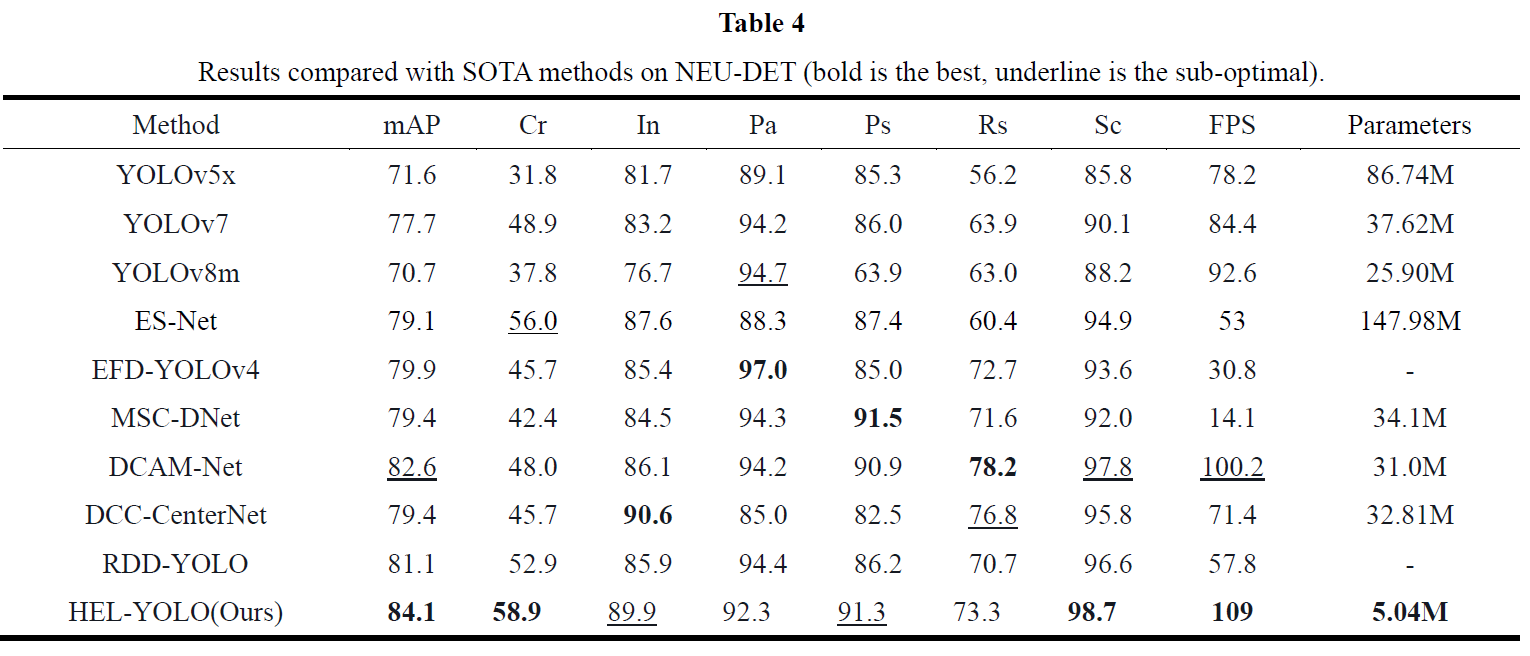 Table 4
Results compared with SOTA methods on NEU-DET (bold is the best, underline is the sub-optimal).
Method mAP Cr In Pa Ps Rs Sc FPS Parameters
YOLOv5x 71.6 31.8 81.7 89.1 85.3 56.2 85.8 78.2 86.74M
YOLOv7 77.7 48.9 83.2 94.2 86.0 63.9 90.1 84.4 37.62M
YOLOv8m 70.7 37.8 76.7 94.7 63.9 63.0 88.2 92.6 25.90M
ES-Net 79.1 56.0 87.6 88.3 87.4 60.4 94.9 53 147.98M
EFD-YOLOv4 79.9 45.7 85.4 97.0 85.0 72.7 93.6 30.8 -
MSC-DNet 79.4 42.4 84.5 94.3 91.5 71.6 92.0 14.1 34.1M
DCAM-Net 82.6 48.0 86.1 94.2 90.9 78.2 97.8 100.2 31.0M
DCC-CenterNet 79.4 45.7 90.6 85.0 82.5 76.8 95.8 71.4 32.81M
RDD-YOLO 81.1 52.9 85.9 94.4 86.2 70.7 96.6 57.8 -
HEL-YOLO(Ours) 84.1 58.9 89.9 92.3 91.3 73.3 98.7 109 5.04M